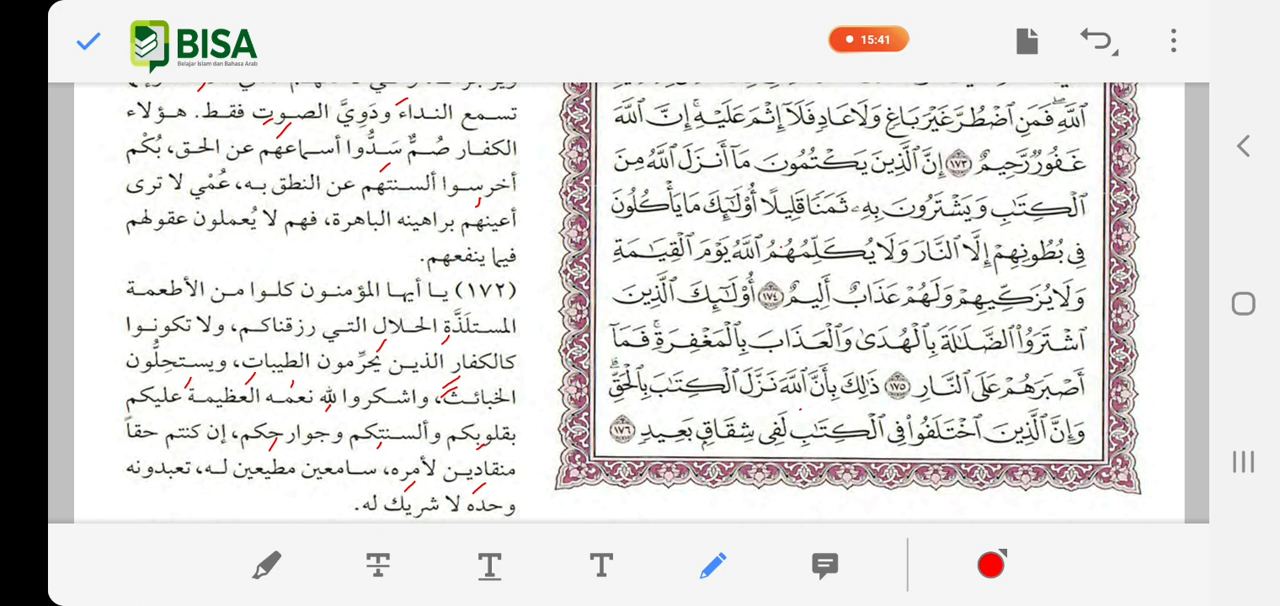 BISA
Belajar Islam dan Bahasa Arab
15:41
ٱللَّهِۖ فَمَنِ ٱضْطُرَّ غَيْرَ بَاغٍ وَلَا عَادٍ فَلَآ إِثْمَ عَلَيْهِۚ إِنَّ ٱللَّهَ
غَفُورٌ رَّحِيمٌ ١٧٣ إِنَّ ٱلَّذِينَ يَكْتُمُونَ مَآ أَنزَلَ ٱللَّهُ مِنَ
ٱلْكِتَٰبِ وَيَشْتَرُونَ بِهِۦ ثَمَنًا قَلِيلًا أُو۟لَٰٓئِكَ مَا يَأْكُلُونَ
فِى بُطُونِهِمْ إِلَّا ٱلنَّارَ وَلَا يُكَلِّمُهُمُ ٱللَّهُ يَوْمَ ٱلْقِيَٰمَةِ
وَلَا يُزَكِّيهِمْ وَلَهُمْ عَذَابٌ أَلِيمٌ ١٧٤ أُو۟لَٰٓئِكَ ٱلَّذِينَ
ٱشْتَرَوُا۟ ٱلضَّلَٰلَةَ بِٱلْهُدَىٰ وَٱلْعَذَابَ بِٱلْمَغْفِرَةِۚ فَمَآ
أَصْبَرَهُمْ عَلَى ٱلنَّارِ ١٧٥ ذَٰلِكَ بِأَنَّ ٱللَّهَ نَزَّلَ ٱلْكِتَٰبَ بِٱلْحَقِّۗ
وَإِنَّ ٱلَّذِينَ ٱخْتَلَفُوا۟ فِى ٱلْكِتَٰبِ لَفِى شِقَاقٍۭ بَعِيدٍ ١٧٦
تسمع النداءَ ودَوِيَّ الصوت فقط. هؤلاء
الكفار صُمٌّ سَدُّوا أسماعهم عن الحق، بُكْم
أخرسوا ألسنتهم عن النطق به، عُمْي لا ترى
أعينهم براهينه الباهرة، فهم لا يُعملون عقولهم
فيما ينفعهم.
(١٧٢) يا أيها المؤمنون كلوا من الأطعمة
المستلَذَّة الحلال التي رزقناكم، ولا تكونوا
كالكفار الذين يُحرِّمون الطيبات، ويستحِلُّون
الخبائث، واشكروا لله نعمه العظيمة عليكم
بقلوبكم وألسنتكم وجوارحكم، إن كنتم حقاً
منقادين لأمره، سامعين مطيعين له، تعبدونه
وحده لا شريك له.